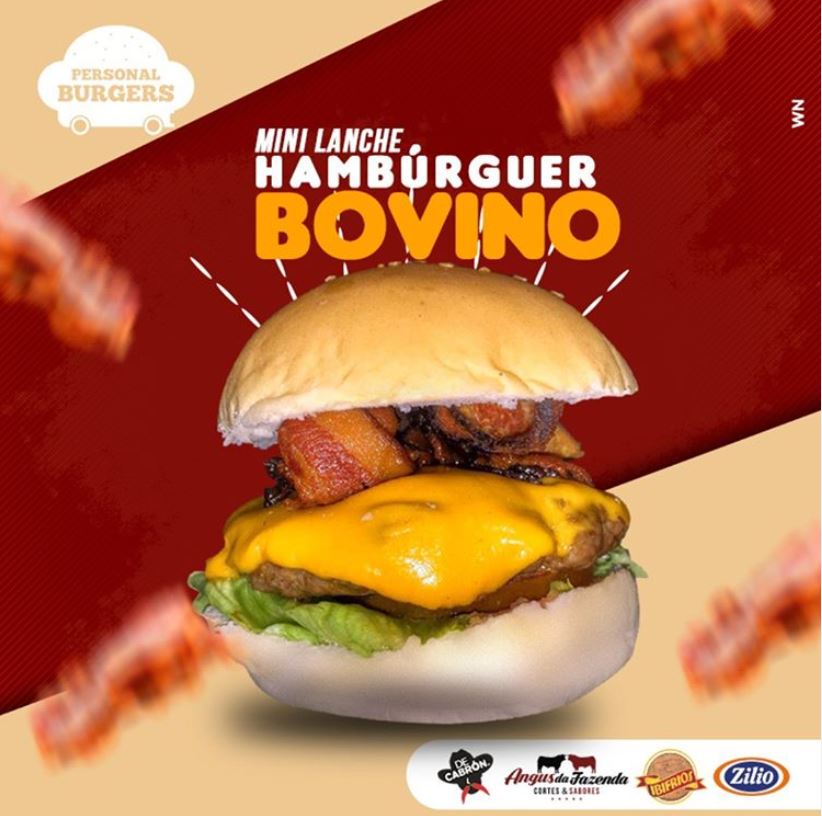 PERSONAL
BURGERS
WN
MINI LANCHE
HAMBÚRGUER
BOVINO
DE
CABRÓN
Angus da Fazenda
CORTES & SABORES
IBIFRIOS
Zilio